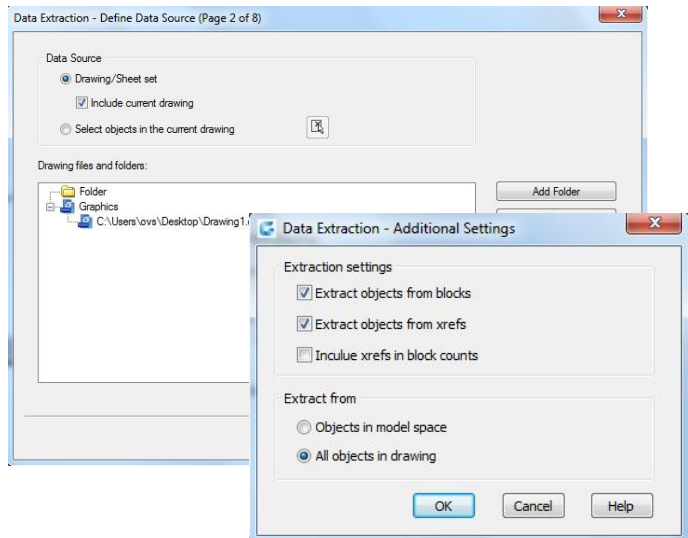 Data Extraction - Define Data Source (Page 2 of 8)
Data Source
Drawing/Sheet set
Include current drawing
Select objects in the current drawing
Drawing files and folders:
Folder
Graphics
C:\Users\ovs\Desktop\Drawing1.
Add Folder
Data Extraction - Additional Settings
Extraction settings
Extract objects from blocks
Extract objects from xrefs
Inculue xrefs in block counts
Extract from
Objects in model space
All objects in drawing
OK
Cancel
Help